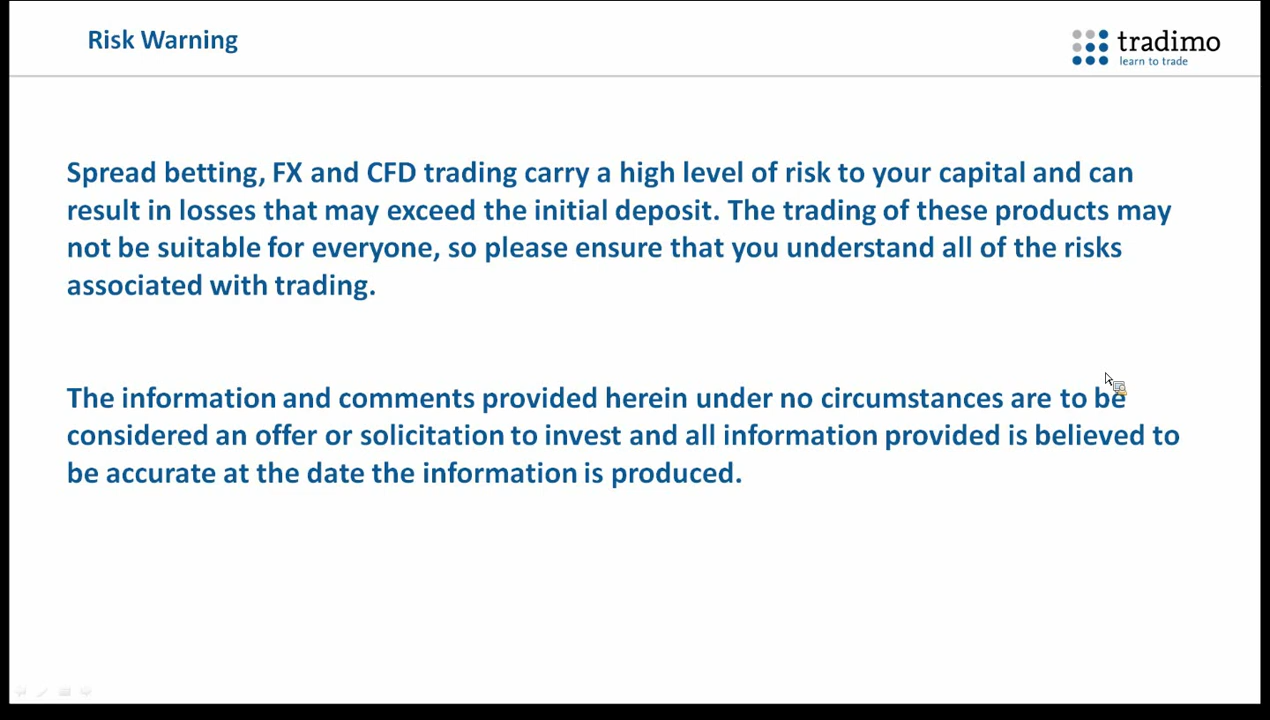 Risk Warning
tradimo
learn to trade
Spread betting, FX and CFD trading carry a high level of risk to your capital and can
result in losses that may exceed the initial deposit. The trading of these products may
not be suitable for everyone, so please ensure that you understand all of the risks
associated with trading.
The information and comments provided herein under no circumstances are to be
considered an offer or solicitation to invest and all information provided is believed to
be accurate at the date the information is produced.